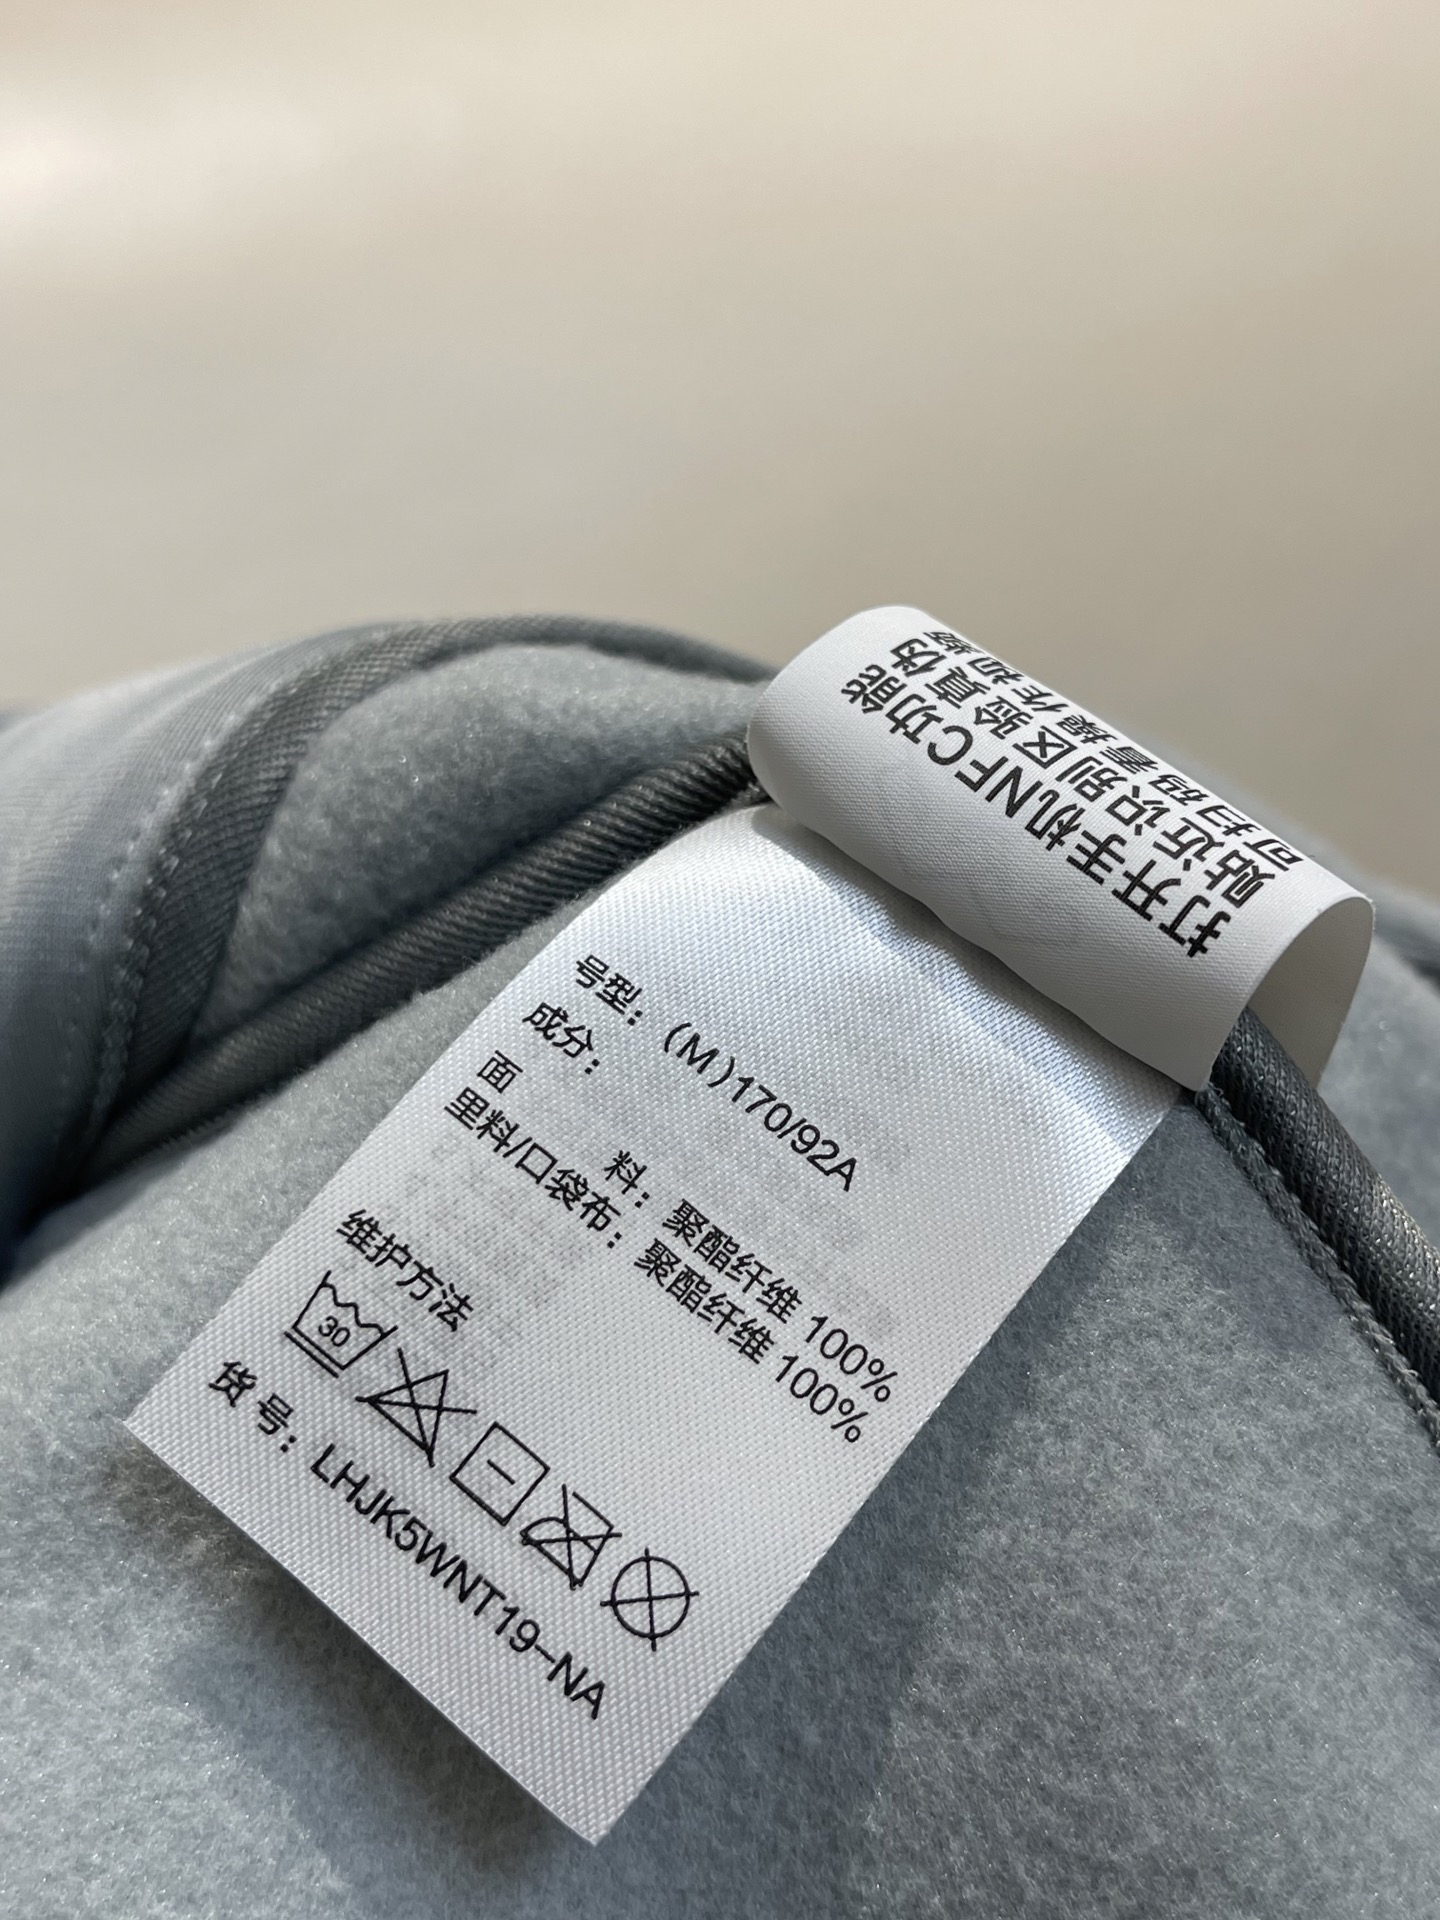 打开手机NFC功能
贴近识别区验真伪
可扫码看操作视频
号型：（M）170/92A
成分：
面 料：聚酯纤维 100%
里料/口袋布：聚酯纤维 100%
维护方法
30
货号：LHJK5WNT19-NA